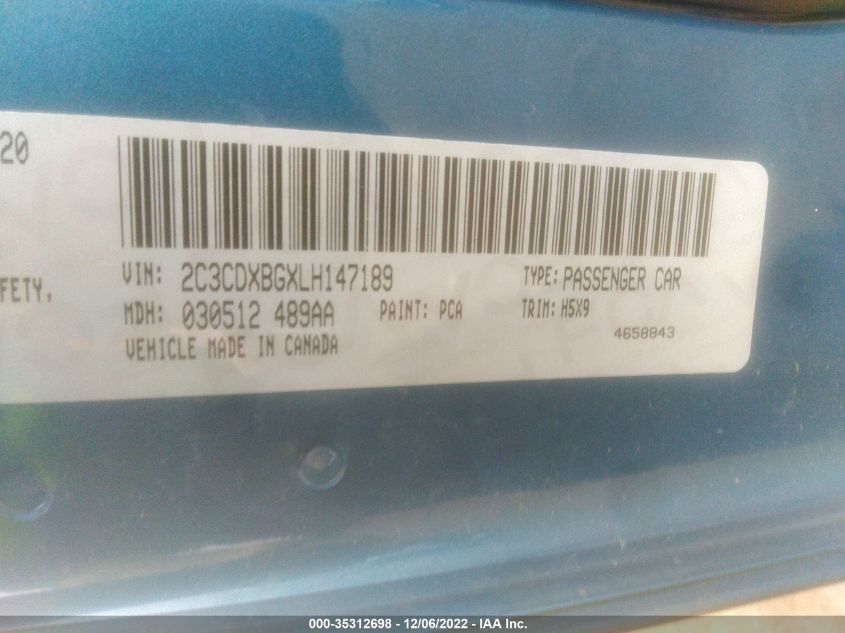 20
FETY,
VIN: 2C3CDXBGXLH147189 TYPE: PASSENGER CAR
MDH: 030512 489AA PAINT: PCA TRIM: H5X9
4658843
VEHICLE MADE IN CANADA
000-35312698 - 12/06/2022 - IAA Inc.